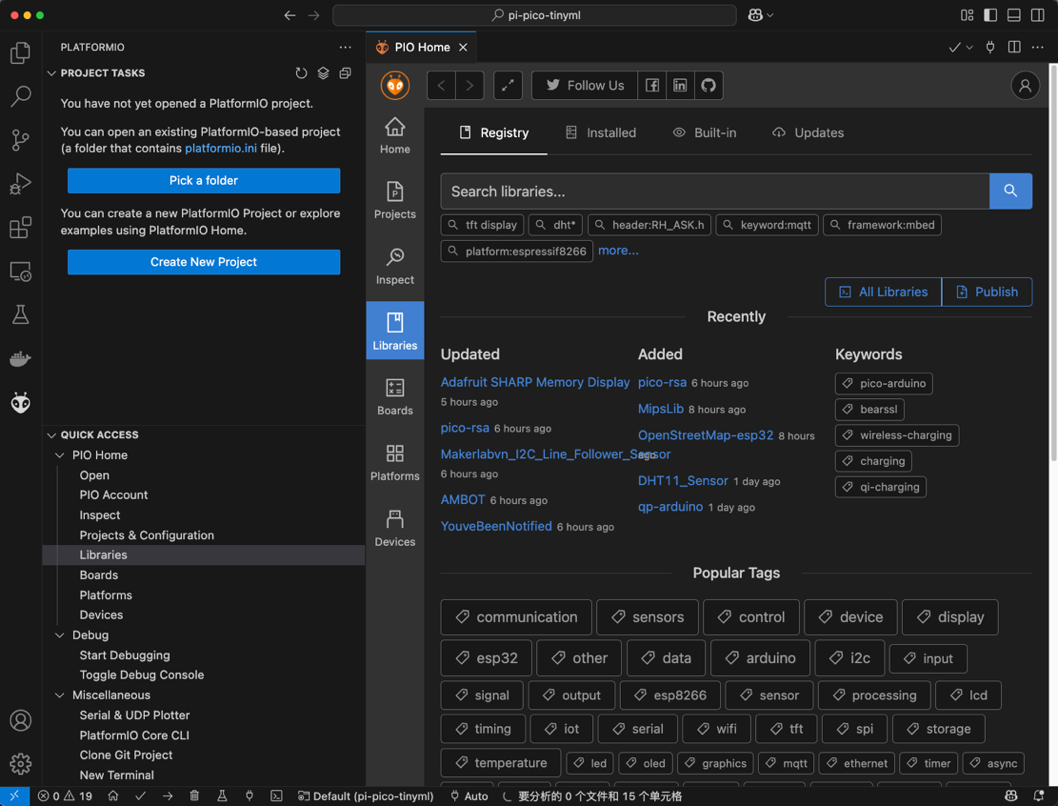 pi-pico-tinyml
PLATFORMIO
PROJECT TASKS
You have not yet opened a PlatformIO project.
You can open an existing PlatformIO-based project
(a folder that contains platformio.ini file).
Pick a folder
You can create a new PlatformIO Project or explore
examples using PlatformIO Home.
Create New Project
QUICK ACCESS
PIO Home
Open
PIO Account
Inspect
Projects & Configuration
Libraries
Boards
Platforms
Devices
Debug
Start Debugging
Toggle Debug Console
Miscellaneous
Serial & UDP Plotter
PlatformIO Core CLI
Clone Git Project
New Terminal
PIO Home
Follow Us
Home
Projects
Inspect
Libraries
Boards
Platforms
Devices
Registry Installed Built-in Updates
Search libraries...
tft display dht* header:RH_ASK.h keyword:mqtt framework:mbed
platform:espressif8266 more...
All Libraries Publish
Recently
Updated
Adafruit SHARP Memory Display
5 hours ago
pico-rsa 6 hours ago
Makerlabvn_I2C_Line_Follower_Sensor
6 hours ago
AMBOT 6 hours ago
YouveBeenNotified 6 hours ago
Added
pico-rsa 6 hours ago
MipsLib 8 hours ago
OpenStreetMap-esp32 8 hours
ago
DHT11_Sensor 1 day ago
qp-arduino 1 day ago
Keywords
pico-arduino
bearssl
wireless-charging
charging
qi-charging
Popular Tags
communication sensors control device display
esp32 other data arduino i2c input
signal output esp8266 sensor processing lcd
timing iot serial wifi tft spi storage
temperature led oled graphics mqtt ethernet timer async
0 19 Default (pi-pico-tinyml) Auto 要分析的 0 个文件和 15 个单元格